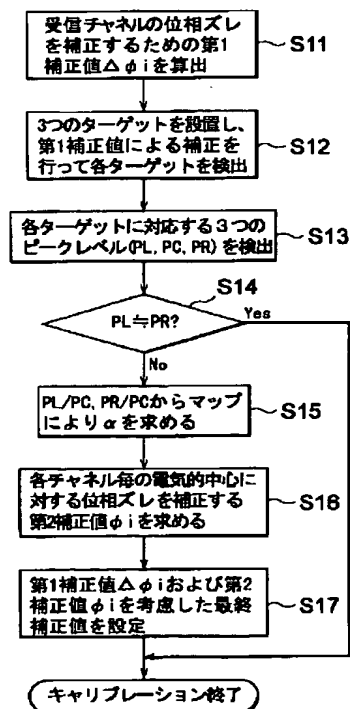 受信チャネルの位相ズレ
を補正するための第1
補正値△φiを算出
S11
3つのターゲットを設置し、
第1補正値による補正を
行って各ターゲットを検出
S12
各ターゲットに対応する3つの
ピークレベル(PL, PC, PR)を検出
S13
S14
PL≒PR?
Yes
No
PL/PC, PR/PCからマップ
によりαを求める
S15
各チャネル毎の電気的中心に
対する位相ズレを補正する
第2補正値φiを求める
S16
第1補正値△φiおよび第2
補正値φiを考慮した最終
補正値を設定
S17
キャリブレーション終了